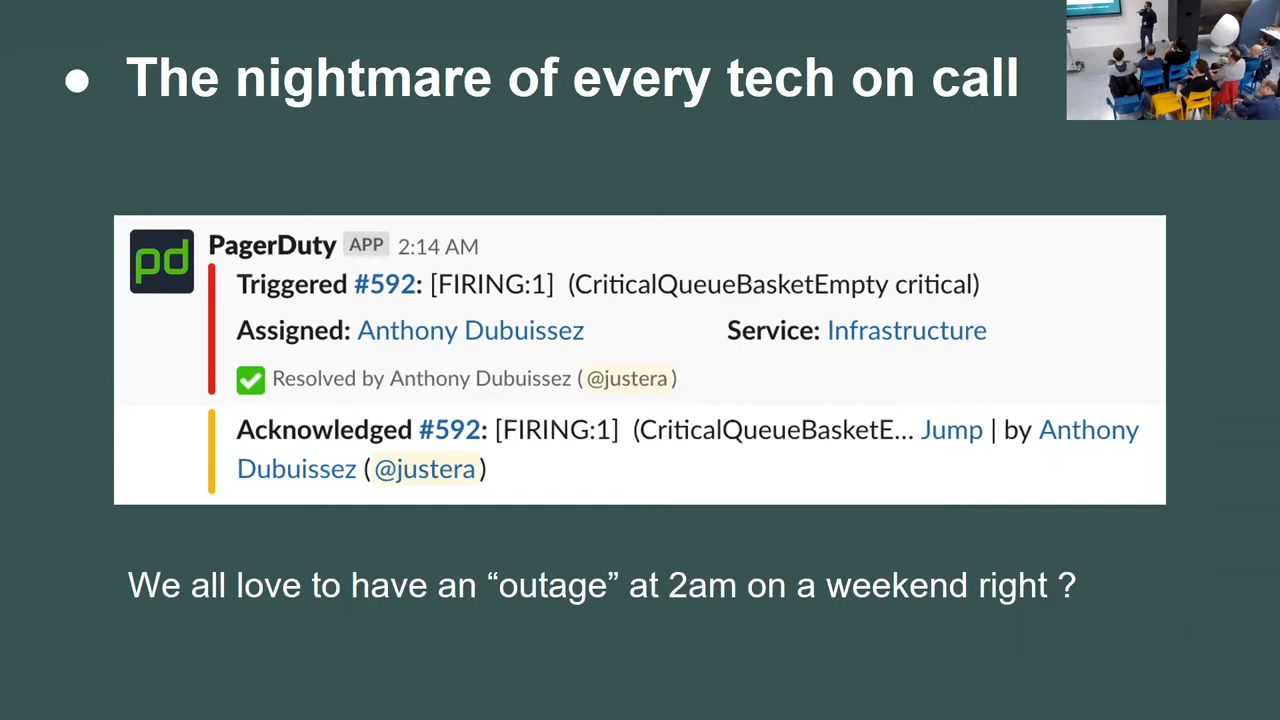 ● The nightmare of every tech on call
pd PagerDuty APP 2:14 AM
Triggered #592: [FIRING:1] (CriticalQueueBasketEmpty critical)
Assigned: Anthony Dubuissez Service: Infrastructure
Resolved by Anthony Dubuissez (@justera)
Acknowledged #592: [FIRING:1] (CriticalQueueBasketE... Jump | by Anthony
Dubuissez (@justera)
We all love to have an “outage” at 2am on a weekend right ?